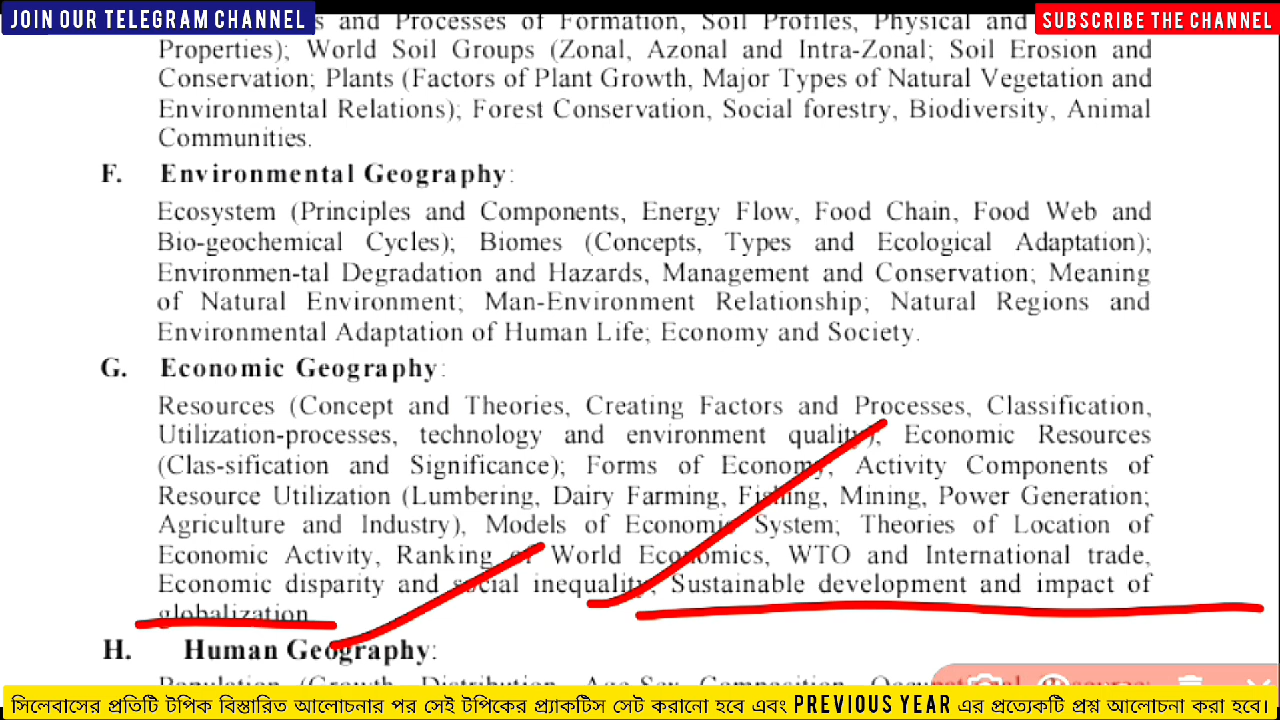 JOIN OUR TELEGRAM CHANNEL
SUBSCRIBE THE CHANNEL
and Processes of Formation, Soil Profiles, Physical and
Properties); World Soil Groups (Zonal, Azonal and Intra-Zonal; Soil Erosion and
Conservation; Plants (Factors of Plant Growth, Major Types of Natural Vegetation and
Environmental Relations); Forest Conservation, Social forestry, Biodiversity, Animal
Communities.
F. Environmental Geography:
Ecosystem (Principles and Components, Energy Flow, Food Chain, Food Web and
Bio-geochemical Cycles); Biomes (Concepts, Types and Ecological Adaptation);
Environmen-tal Degradation and Hazards, Management and Conservation; Meaning
of Natural Environment; Man-Environment Relationship; Natural Regions and
Environmental Adaptation of Human Life; Economy and Society.
G. Economic Geography:
Resources (Concept and Theories, Creating Factors and Processes, Classification,
Utilization-processes, technology and environment quality); Economic Resources
(Clas-sification and Significance); Forms of Economy; Activity Components of
Resource Utilization (Lumbering, Dairy Farming, Fishing, Mining, Power Generation;
Agriculture and Industry), Models of Economic System; Theories of Location of
Economic Activity, Ranking of World Economics, WTO and International trade,
Economic disparity and social inequality; Sustainable development and impact of
globalization
H. Human Geography:
Population (Growth, Distribution, Age-Sex Composition,
সিলেবাসের প্রতিটি টপিক বিস্তারিত আলোচনার পর সেই টপিকের প্র্যাকটিস সেট করানো হবে এবং PREVIOUS YEAR এর প্রত্যেকটি প্রশ্ন আলোচনা করা হবে।